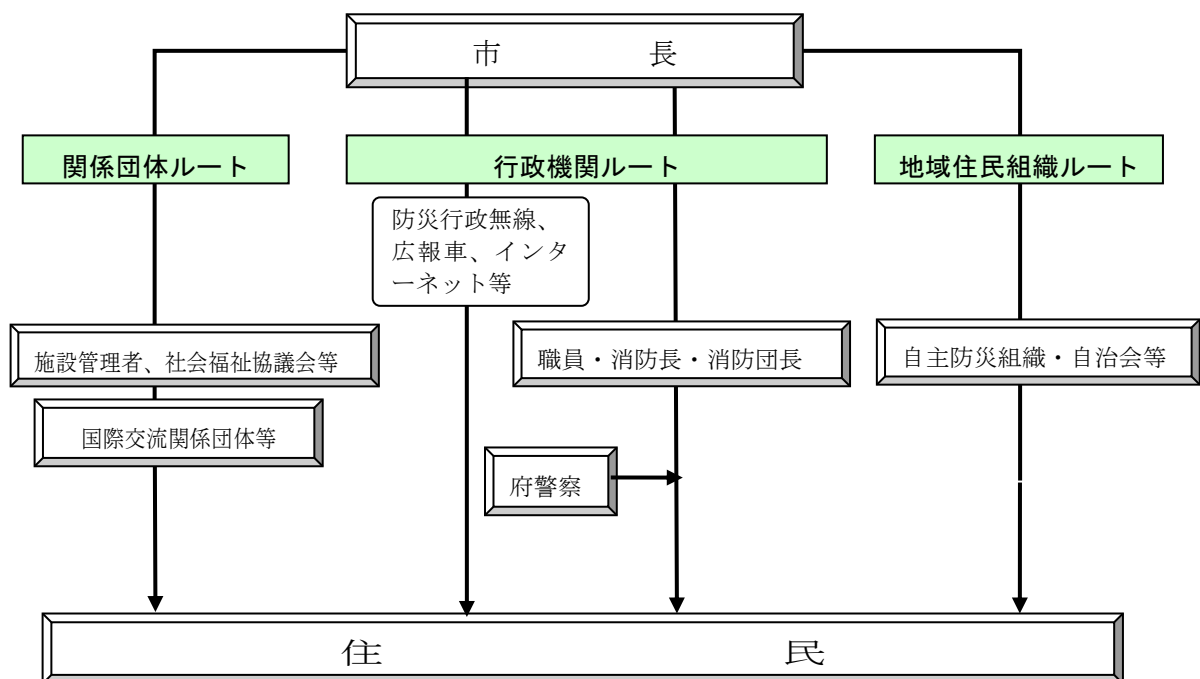 市　　　　長
関係団体ルート
行政機関ルート
地域住民組織ルート
防災行政無線、
広報車、インタ
ーネット等
施設管理者、社会福祉協議会等
職員・消防長・消防団長
自主防災組織・自治会等
国際交流関係団体等
府警察
住　　　　民